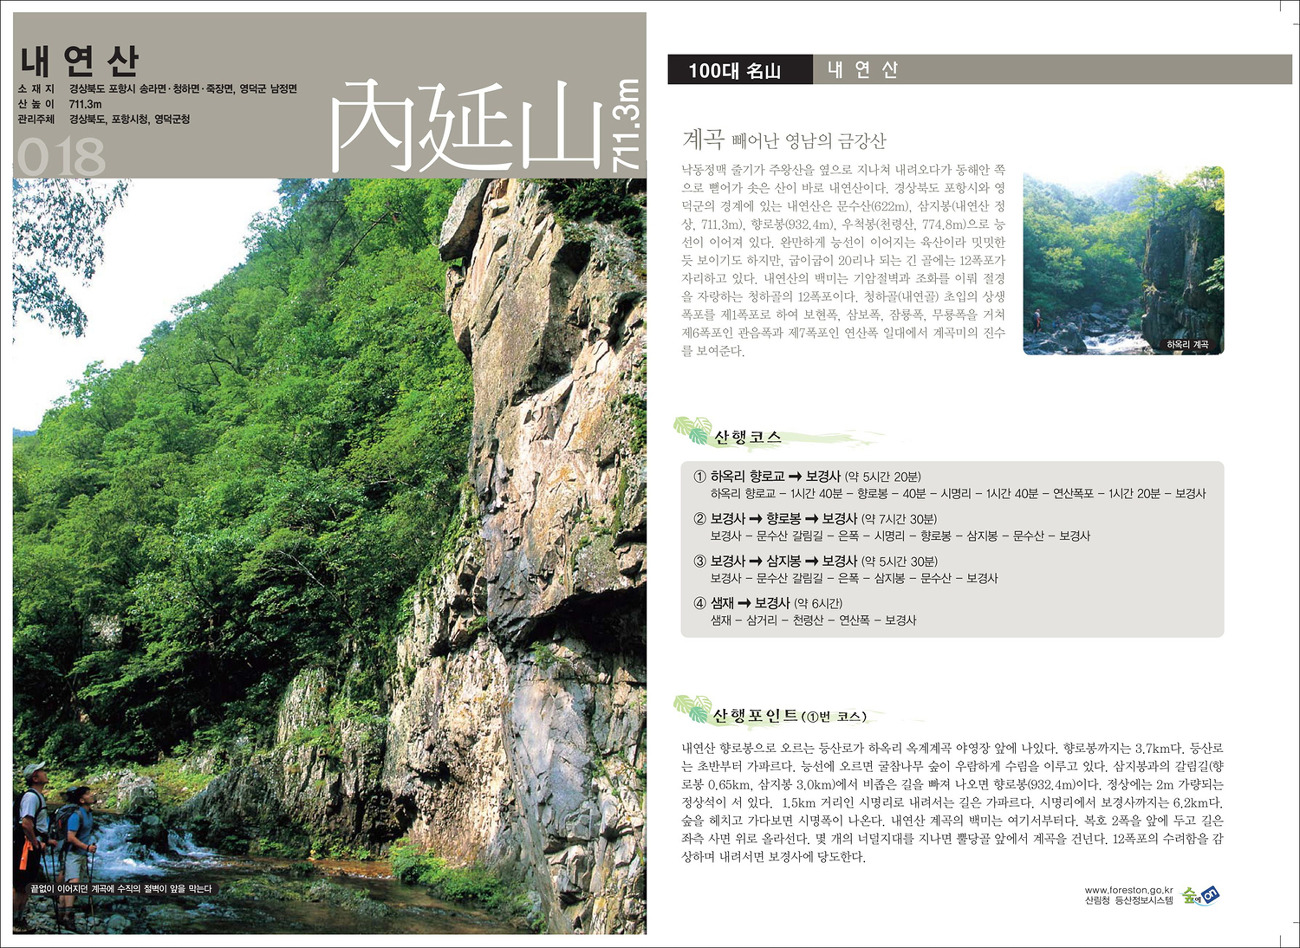 내 연 산
소 재 지 경상북도 포항시 송라면·청하면·죽장면, 영덕군 남정면
산 높 이 711.3m
관리주체 경상북도, 포항시청, 영덕군청
018
內延山
711.3m
끝없이 이어지던 계곡에 수직의 절벽이 앞을 막는다
100대 名山 내 연 산
계곡 빼어난 영남의 금강산
낙동정맥 줄기가 주왕산을 옆으로 지나쳐 내려오다가 동해안 쪽
으로 뻗어가 솟은 산이 바로 내연산이다. 경상북도 포항시와 영
덕군의 경계에 있는 내연산은 문수산(622m), 삼지봉(내연산 정
상, 711.3m), 향로봉(932.4m), 우척봉(천령산, 774.8m)으로 능
선이 이어져 있다. 완만하게 능선이 이어지는 육산이라 밋밋한
듯 보이기도 하지만, 굽이굽이 20리나 되는 긴 골에는 12폭포가
자리하고 있다. 내연산의 백미는 기암절벽과 조화를 이뤄 절경
을 자랑하는 청하골의 12폭포이다. 청하골(내연골) 초입의 상생
폭포를 제1폭포로 하여 보현폭, 삼보폭, 잠룡폭, 무룡폭을 거쳐
제6폭포인 관음폭과 제7폭포인 연산폭 일대에서 계곡미의 진수
를 보여준다.
하옥리 계곡
산행코스
① 하옥리 향로교 ➞ 보경사 (약 5시간 20분)
하옥리 향로교 - 1시간 40분 - 향로봉 - 40분 - 시명리 - 1시간 40분 - 연산폭포 - 1시간 20분 - 보경사
② 보경사 ➞ 향로봉 ➞ 보경사 (약 7시간 30분)
보경사 - 문수산 갈림길 - 은폭 - 시명리 - 향로봉 - 삼지봉 - 문수산 - 보경사
③ 보경사 ➞ 삼지봉 ➞ 보경사 (약 5시간 30분)
보경사 - 문수산 갈림길 - 은폭 - 삼지봉 - 문수산 - 보경사
④ 샘재 ➞ 보경사 (약 6시간)
샘재 - 삼거리 - 천령산 - 연산폭 - 보경사
산행포인트(①번 코스)
내연산 향로봉으로 오르는 등산로가 하옥리 옥계계곡 야영장 앞에 나있다. 향로봉까지는 3.7km다. 등산로
는 초반부터 가파르다. 능선에 오르면 굴참나무 숲이 우람하게 수림을 이루고 있다. 삼지봉과의 갈림길(향
로봉 0.65km, 삼지봉 3.0km)에서 비좁은 길을 빠져 나오면 향로봉(932.4m)이다. 정상에는 2m 가량되는
정상석이 서 있다. 1.5km 거리인 시명리로 내려서는 길은 가파르다. 시명리에서 보경사까지는 6.2km다.
숲을 헤치고 가다보면 시명폭이 나온다. 내연산 계곡의 백미는 여기서부터다. 복호 2폭을 앞에 두고 길은
좌측 사면 위로 올라선다. 몇 개의 너덜지대를 지나면 뿔당골 앞에서 계곡을 건넌다. 12폭포의 수려함을 감
상하며 내려서면 보경사에 당도한다.
www.foreston.go.kr
산림청 등산정보시스템
숲에on